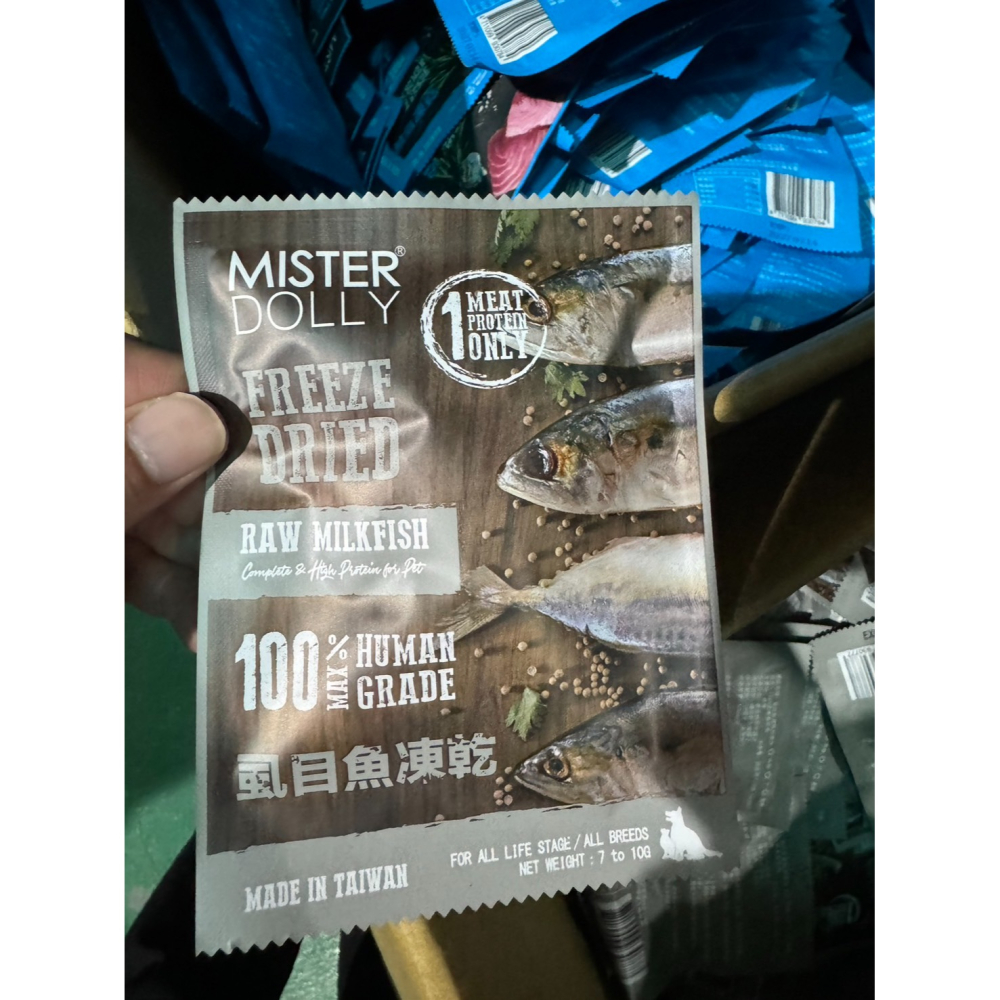 MISTER®
DOLLY
1 MEAT
PROTEIN
ONLY
FREEZE
DRIED
RAW MILKFISH
Complete & High Protein for Pet
100% MAX HUMAN
GRADE
虱目魚凍乾
FOR ALL LIFE STAGE/ALL BREEDS
NET WEIGHT : 7 to 10G
MADE IN TAIWAN